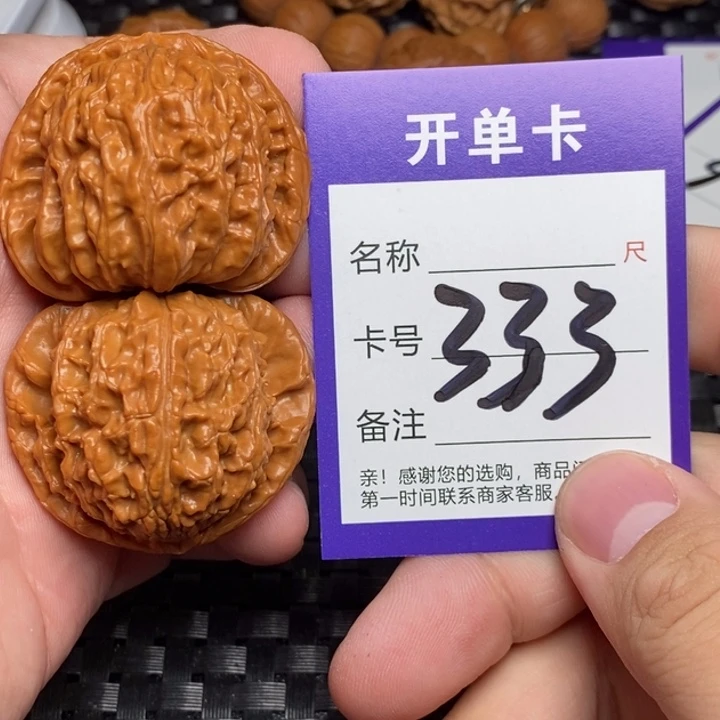 开单卡
名称 尺
卡号 333
备注
亲！感谢您的选购，商品
第一时间联系商家客服